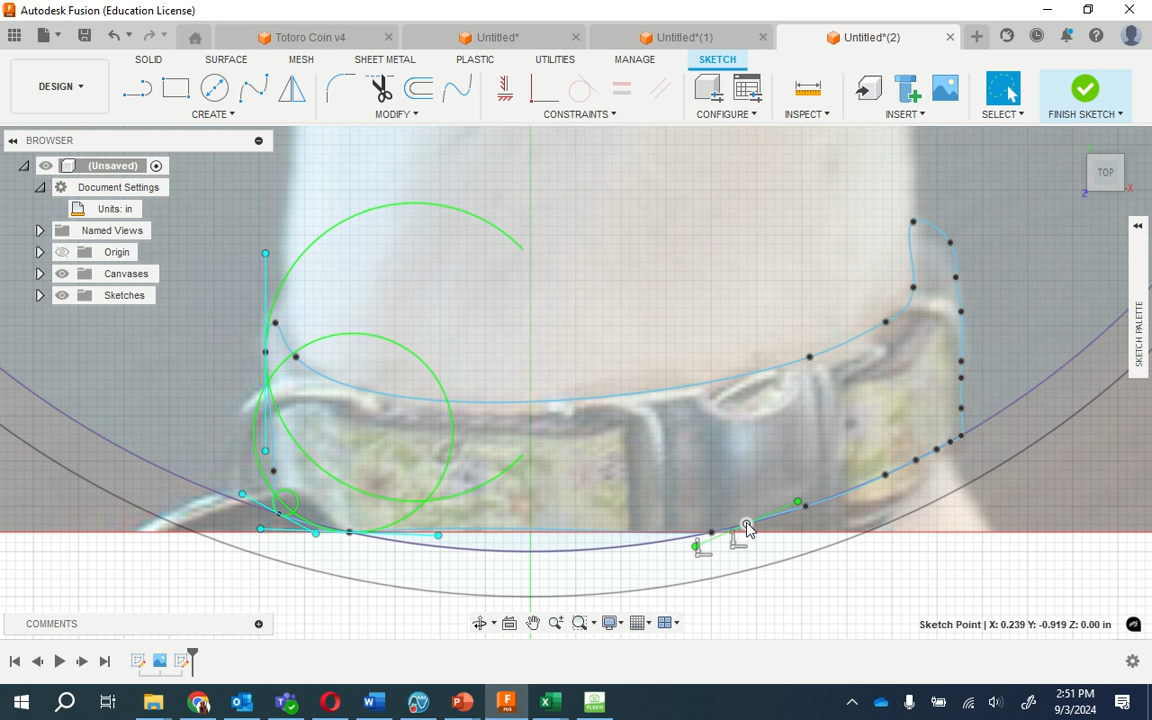 Autodesk Fusion (Education License)
Totoro Coin v4
Untitled*
Untitled*(1)
Untitled*(2)
SOLID SURFACE MESH SHEET METAL PLASTIC UTILITIES MANAGE SKETCH
DESIGN
CREATE MODIFY CONSTRAINTS CONFIGURE INSPECT INSERT SELECT FINISH SKETCH
BROWSER
(Unsaved)
Document Settings
Units: in
Named Views
Origin
Canvases
Sketches
TOP
X
Z
SKETCH PALETTE
COMMENTS
Sketch Point | X: 0.239 Y: -0.919 Z: 0.00 in
2:51 PM
9/3/2024